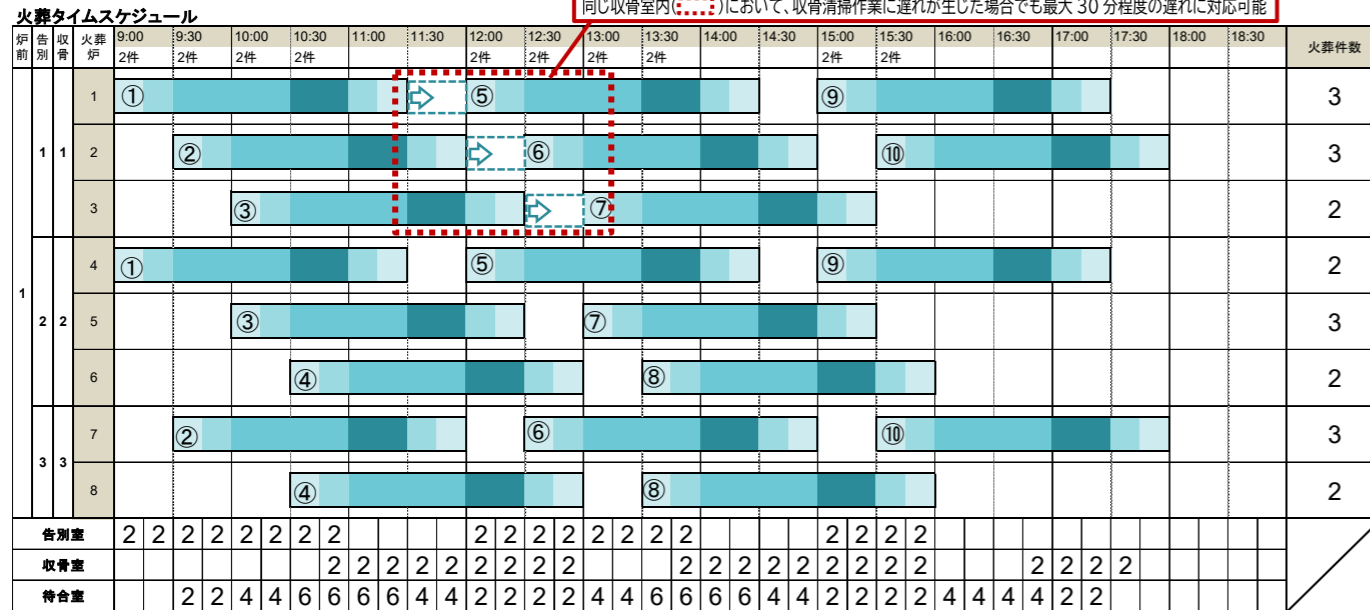 火葬タイムスケジュール
同じ収骨室内( )において、収骨清掃作業に遅れが生じた場合でも最大 30 分程度の遅れに対応可能
炉前 告別 収骨 火葬炉 9:00 9:30 10:00 10:30 11:00 11:30 12:00 12:30 13:00 13:30 14:00 14:30 15:00 15:30 16:00 16:30 17:00 17:30 18:00 18:30 火葬件数
2件 2件 2件 2件 2件 2件 2件 2件 2件 2件
1 ① ⑤ ⑨ 3
1 1 2 ② ⑥ ⑩ 3
3 ③ ⑦ 2
4 ① ⑤ ⑨ 2
1
2 2 5 ③ ⑦ 3
6 ④ ⑧ 2
7 ② ⑥ ⑩ 3
3 3
8 ④ ⑧ 2
告別室 2 2 2 2 2 2 2 2 2 2 2 2 2 2 2 2 2 2 2 2
収骨室 2 2 2 2 2 2 2 2 2 2 2 2 2 2 2 2 2 2 2 2 2 2
待合室 2 2 4 4 6 6 6 6 4 4 2 2 2 2 4 4 6 6 6 6 4 4 2 2 2 2 4 4 4 4 2 2